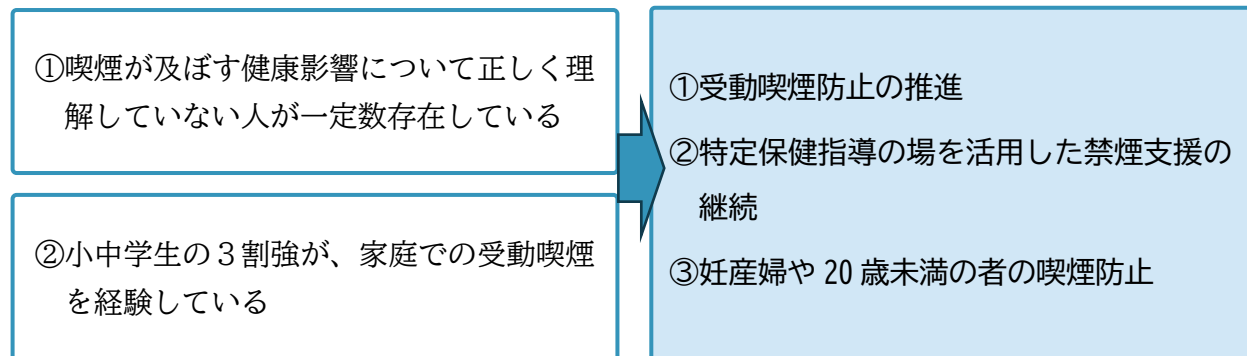 ①喫煙が及ぼす健康影響について正しく理
解していない人が一定数存在している
②小中学生の３割強が、家庭での受動喫煙
を経験している
①受動喫煙防止の推進
②特定保健指導の場を活用した禁煙支援の
継続
③妊産婦や 20 歳未満の者の喫煙防止